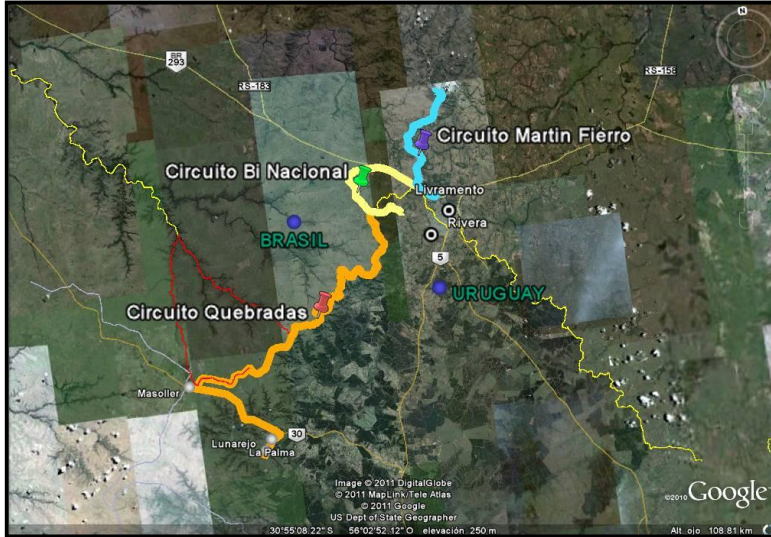 N
BR
293
RS-183
RS-158
Circuito Martin Fierro
Circuito Bi Nacional
Livramento
Rivera
BRASIL
5
URUGUAY
Circuito Quebradas
Masoller
Lunarejo
30
La Palma
Image © 2011 DigitalGlobe
© 2011 MapLink/Tele Atlas
© 2011 Google
US Dept of State Geographer
©2010 Google
30°55'08.22" S 56°02'52.12" O elevación 250 m Alt. ojo 108.81 km